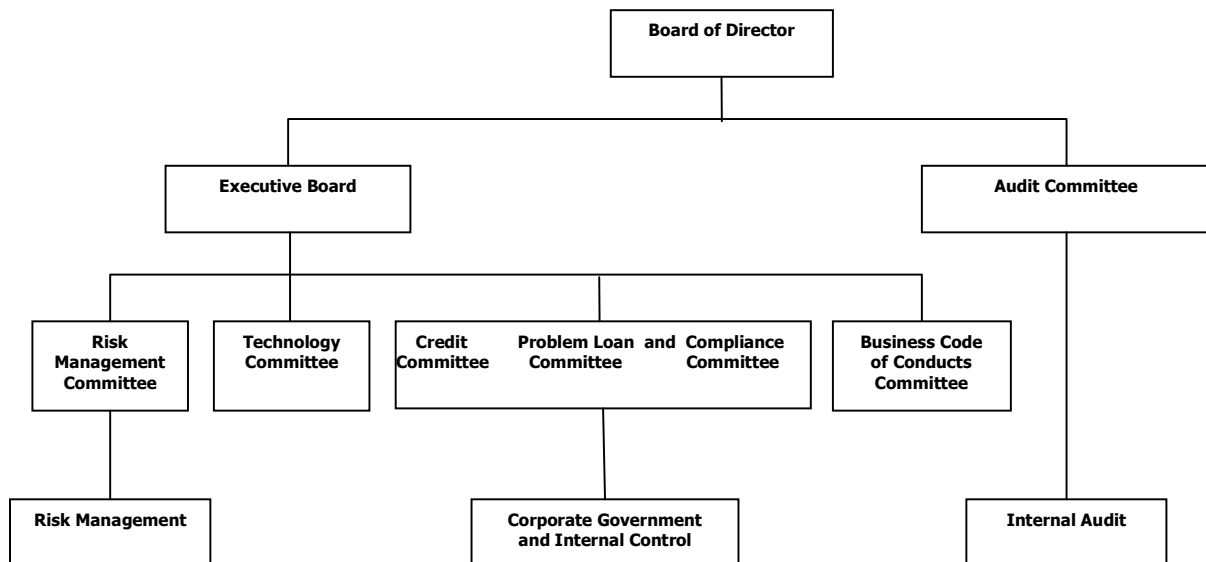 Board of Director
Executive Board
Audit Committee
Risk
Management
Committee
Technology
Committee
Credit Problem Loan and Compliance
Committee Committee Committee
Business Code
of Conducts
Committee
Risk Management
Corporate Government
and Internal Control
Internal Audit